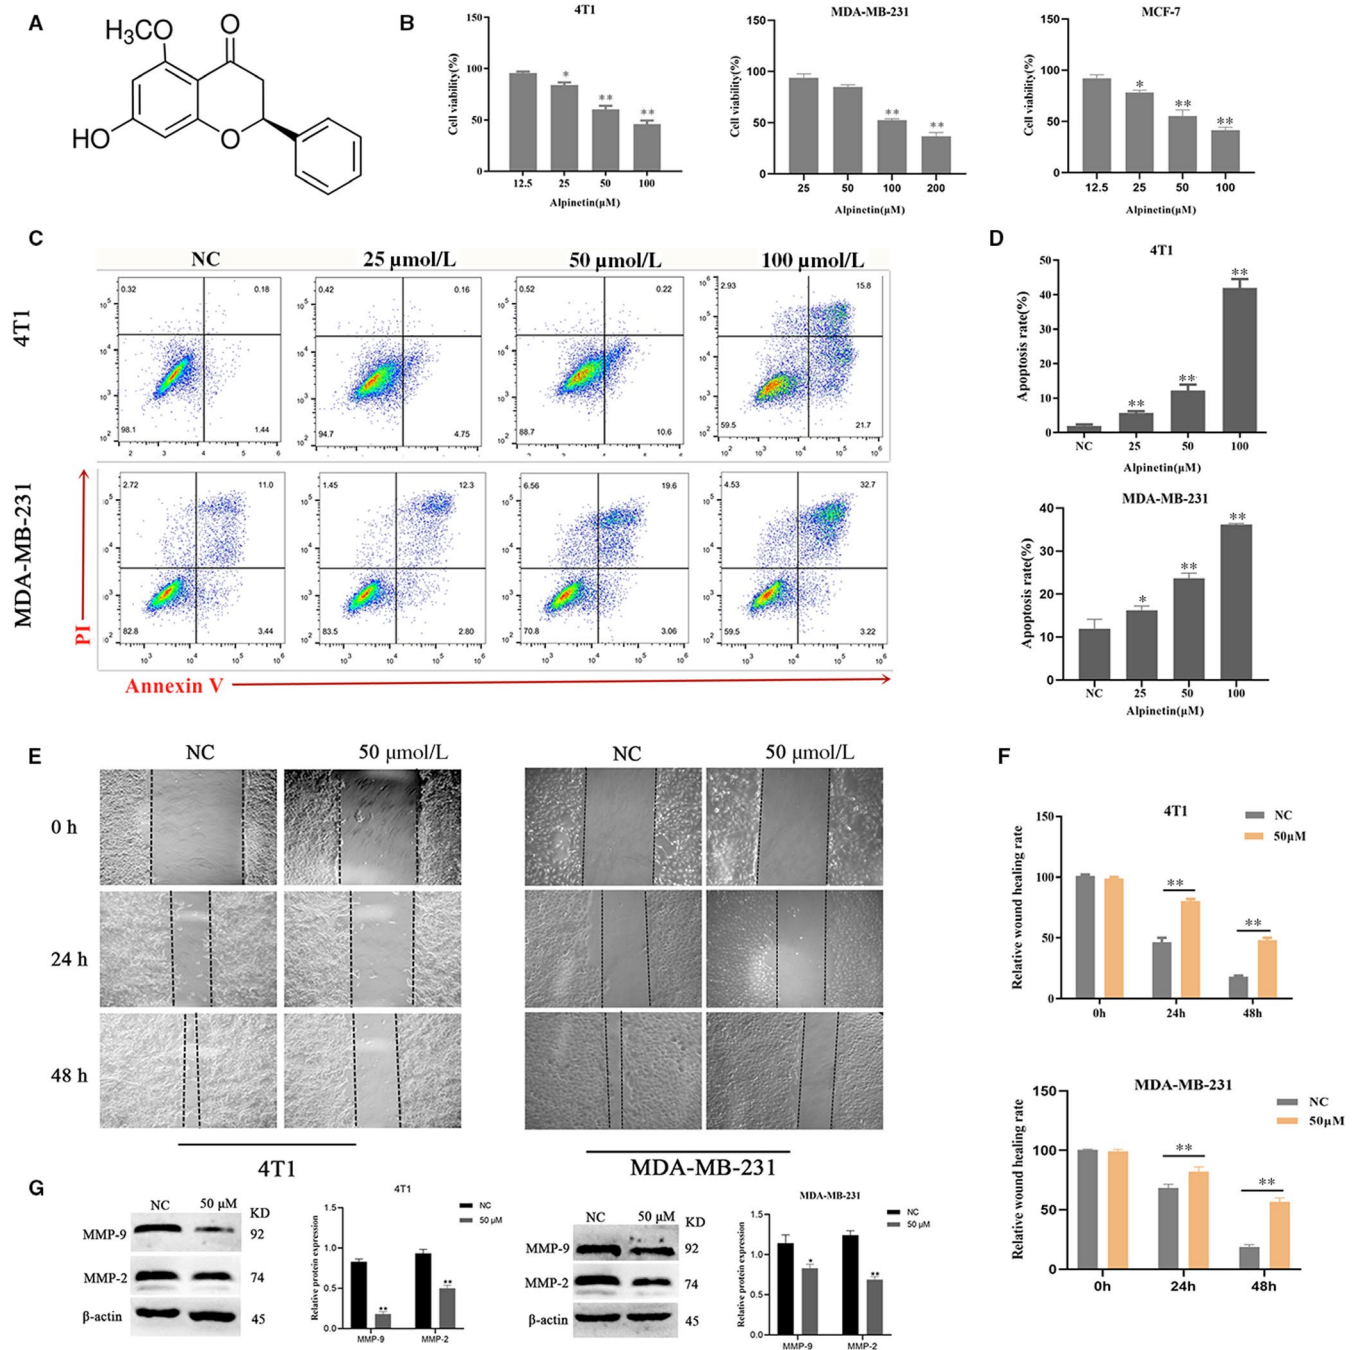 A
H₃C
O
O
HO
O
B
4T1
Cell viability(%)
150
100
50
0
*
**
**
12.5 25 50 100
Alpinetin(μM)
MDA-MB-231
Cell viability(%)
150
100
50
0
**
**
25 50 100 200
Alpinetin(μM)
MCF-7
Cell viability(%)
150
100
50
0
*
**
**
12.5 25 50 100
Alpinetin(μM)
C
NC 25 μmol/L 50 μmol/L 100 μmol/L
4T1
0.32 0.18
98.1 1.44
0.42 0.16
94.7 4.75
0.52 0.22
88.7 10.6
2.93 15.8
59.5 21.7
MDA-MB-231
2.72 11.0
82.8 3.44
1.45 12.3
83.5 2.80
6.56 19.6
70.8 3.06
4.53 32.7
59.5 3.22
PI
Annexin V
D
4T1
Apoptosis rate(%)
50
40
30
20
10
0
**
**
**
NC 25 50 100
Alpinetin(μM)
MDA-MB-231
Apoptosis rate(%)
40
30
20
10
0
*
**
**
NC 25 50 100
Alpinetin(μM)
E
NC 50 μmol/L NC 50 μmol/L
0 h
24 h
48 h
4T1 MDA-MB-231
F
4T1
NC
50μM
Relative wound healing rate
150
100
50
0
**
**
0h 24h 48h
MDA-MB-231
NC
50μM
Relative wound healing rate
150
100
50
0
**
**
0h 24h 48h
G
NC 50 μM KD
MMP-9 92
MMP-2 74
β-actin 45
4T1
NC
50 μM
Relative protein expression
1.5
1.0
0.5
0.0
**
**
MMP-9 MMP-2
NC 50 μM KD
MMP-9 92
MMP-2 74
β-actin 45
MDA-MB-231
NC
50 μM
Relative protein expression
1.5
1.0
0.5
0.0
*
**
MMP-9 MMP-2